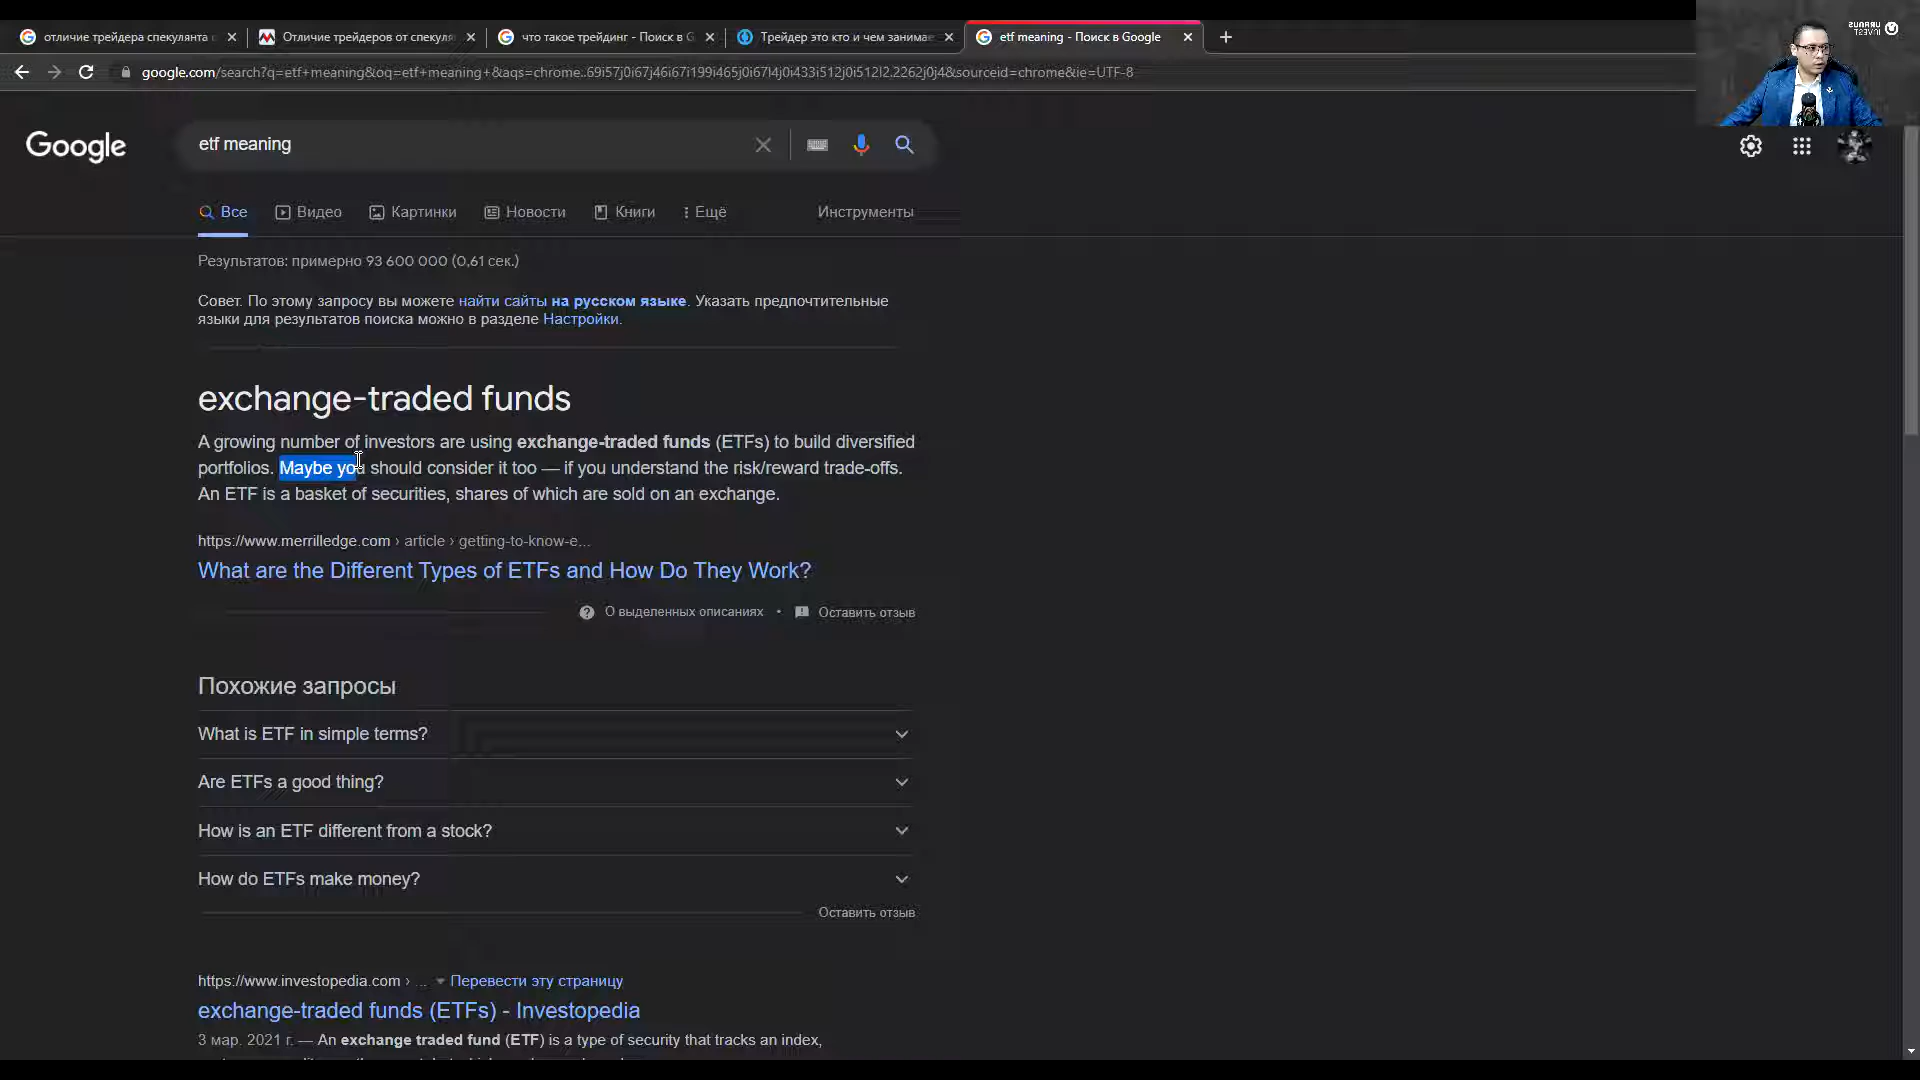 отличие трейдера спекулянта
Отличие трейдеров от спекуля
что такое трейдинг - Поиск в G
Трейдер это кто и чем занимае
etf meaning - Поиск в Google
google.com/search?q=etf+meaning&oq=etf+meaning+&aqs=chrome..69i57j0i67j46i67i199i465j0i67l4j0i433i512j0i512l2.2262j0j4&sourceid=chrome&ie=UTF-8
URANUS
INVEST
Google
etf meaning
Все
Видео
Картинки
Новости
Книги
Ещё
Инструменты
Результатов: примерно 93 600 000 (0,61 сек.)
Совет. По этому запросу вы можете найти сайты на русском языке. Указать предпочтительные
языки для результатов поиска можно в разделе Настройки.
exchange-traded funds
A growing number of investors are using exchange-traded funds (ETFs) to build diversified
portfolios. Maybe you should consider it too — if you understand the risk/reward trade-offs.
An ETF is a basket of securities, shares of which are sold on an exchange.
https://www.merrilledge.com › article › getting-to-know-e...
What are the Different Types of ETFs and How Do They Work?
О выделенных описаниях • Оставить отзыв
Похожие запросы
What is ETF in simple terms?
Are ETFs a good thing?
How is an ETF different from a stock?
How do ETFs make money?
Оставить отзыв
https://www.investopedia.com › ... Перевести эту страницу
exchange-traded funds (ETFs) - Investopedia
3 мар. 2021 г. — An exchange traded fund (ETF) is a type of security that tracks an index,